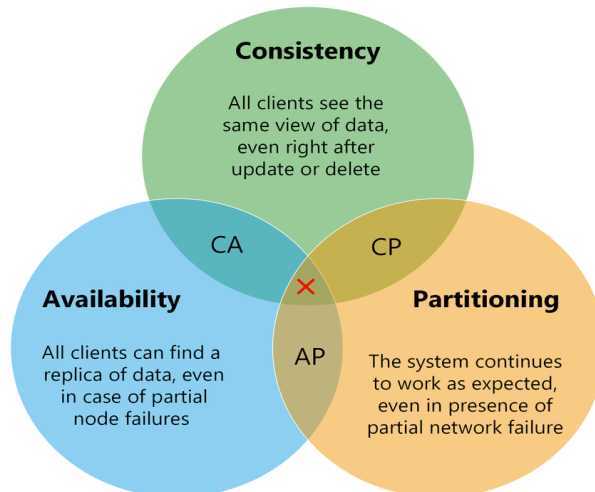 Consistency
All clients see the
same view of data,
even right after
update or delete
CA
CP
Availability
All clients can find a
replica of data, even
in case of partial
node failures
Partitioning
The system continues
to work as expected,
even in presence of
partial network failure
AP